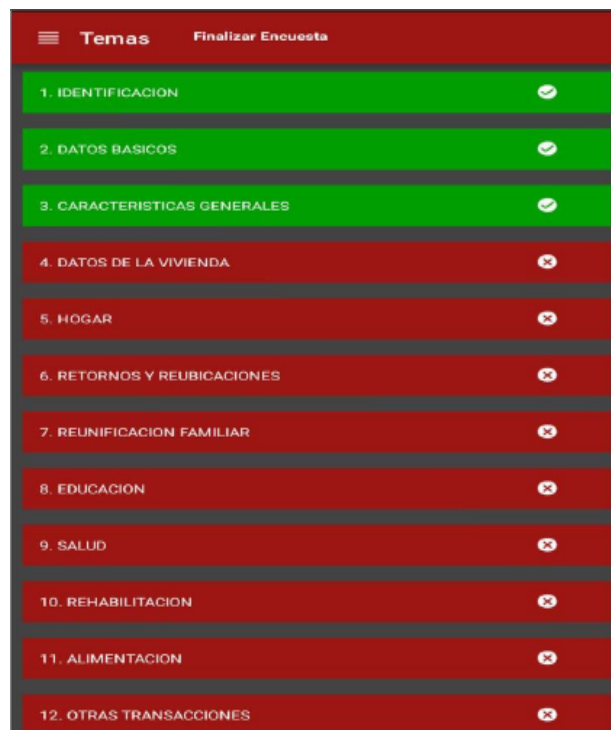 Temas Finalizar Encuesta
1. IDENTIFICACION
2. DATOS BASICOS
3. CARACTERISTICAS GENERALES
4. DATOS DE LA VIVIENDA
5. HOGAR
6. RETORNOS Y REUBICACIONES
7. REUNIFICACION FAMILIAR
8. EDUCACION
9. SALUD
10. REHABILITACION
11. ALIMENTACION
12. OTRAS TRANSACCIONES